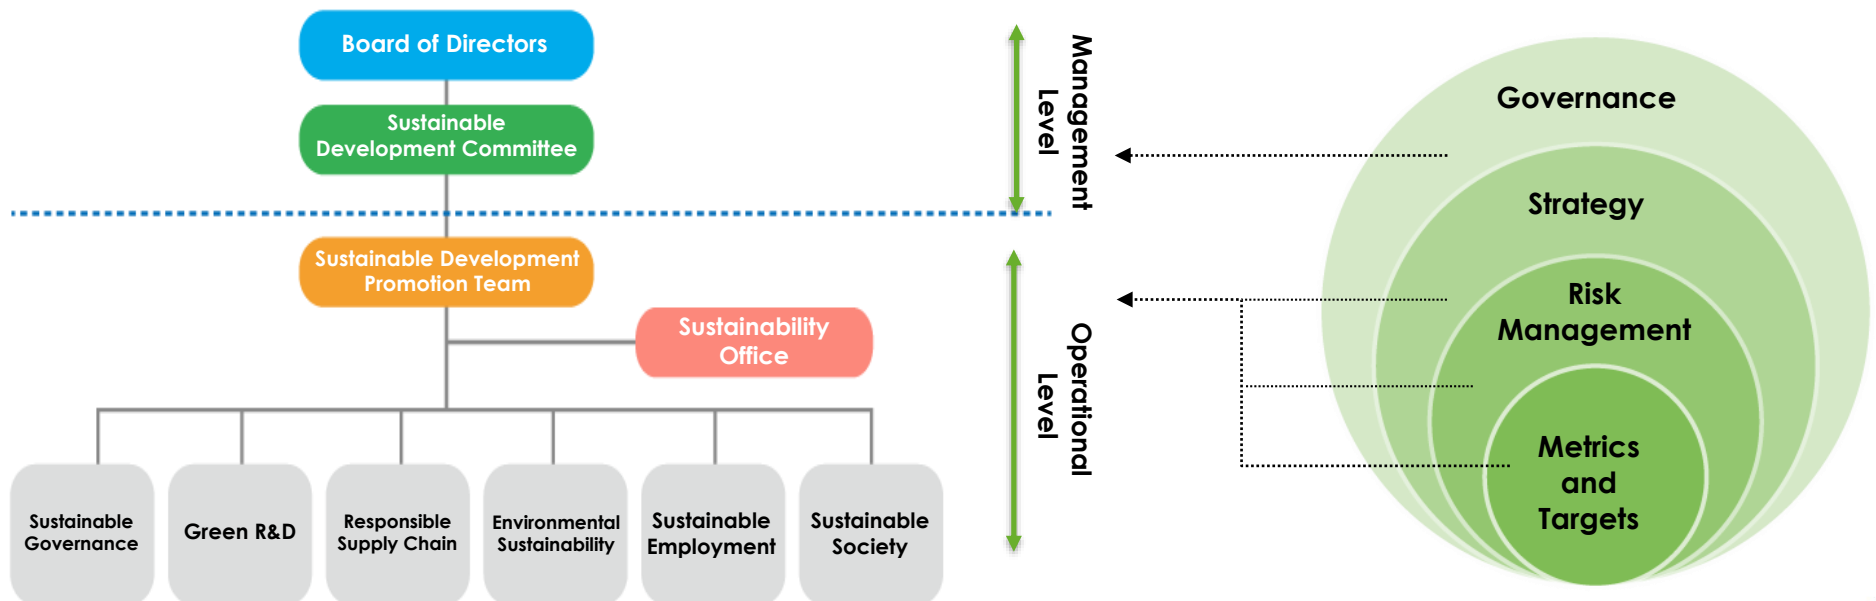 Board of Directors
Sustainable
Development Committee
Sustainable Development
Promotion Team
Sustainability
Office
Sustainable
Governance
Green R&D
Responsible
Supply Chain
Environmental
Sustainability
Sustainable
Employment
Sustainable
Society
Management
Level
Operational
Level
Governance
Strategy
Risk
Management
Metrics
and
Targets